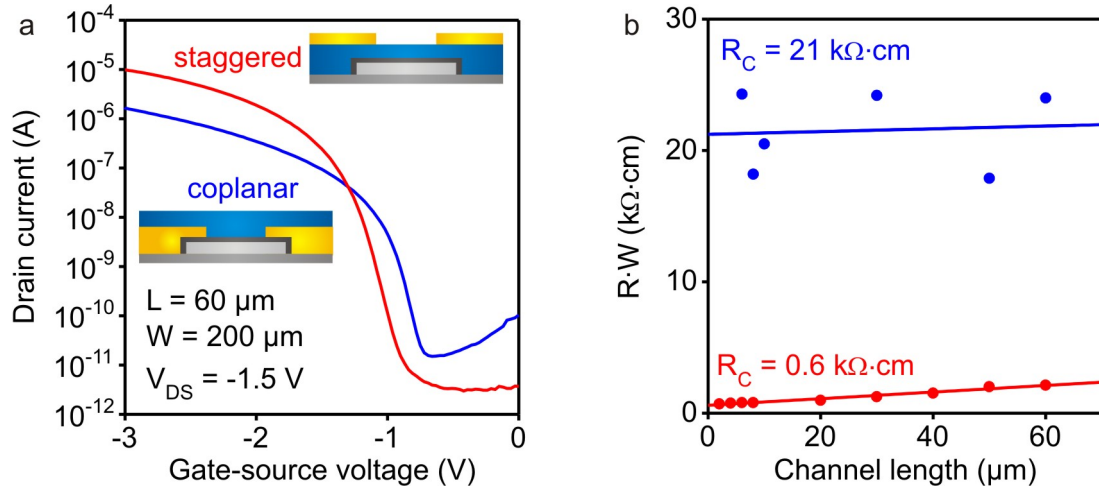 a
10⁻⁴
10⁻⁵
10⁻⁶
10⁻⁷
10⁻⁸
10⁻⁹
10⁻¹⁰
10⁻¹¹
10⁻¹²
Drain current (A)
staggered
coplanar
L = 60 µm
W = 200 µm
V_DS = -1.5 V
-3 -2 -1 0
Gate-source voltage (V)
b
30
20
10
0
R·W (kΩ·cm)
R_C = 21 kΩ·cm
R_C = 0.6 kΩ·cm
0 20 40 60
Channel length (µm)